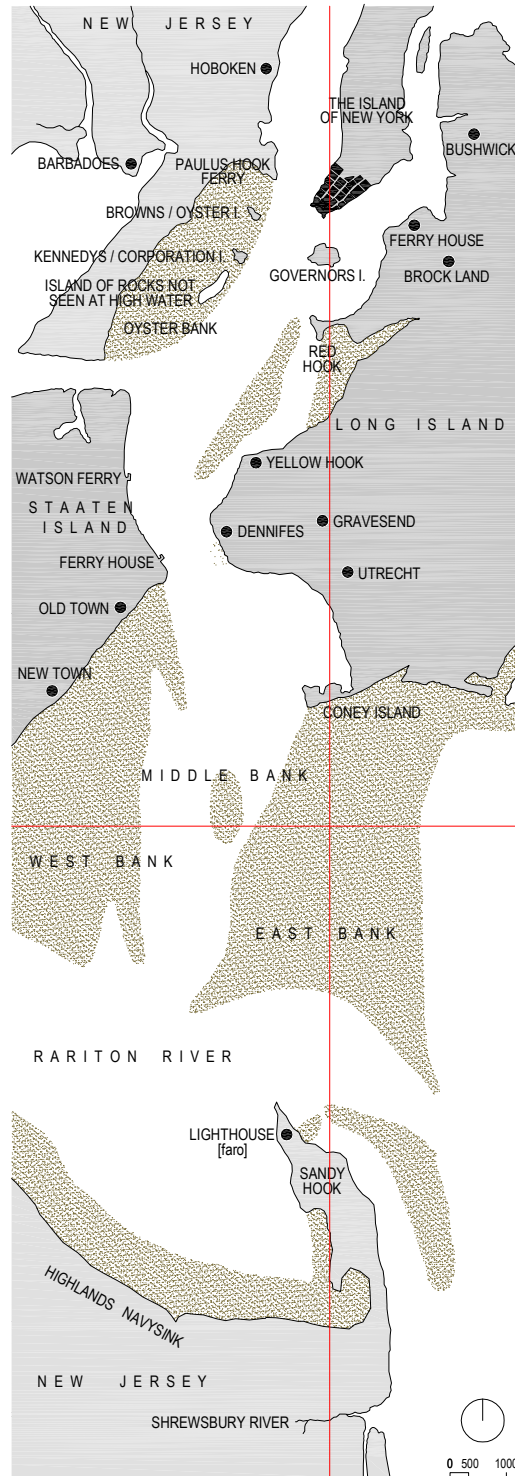 NEW JERSEY
HOBOKEN
THE ISLAND
OF NEW YORK
BUSHWICK
BARBADOES
PAULUS HOOK
FERRY
BROWNS / OYSTER I.
FERRY HOUSE
KENNEDYS / CORPORATION I.
GOVERNORS I.
BROCK LAND
ISLAND OF ROCKS NOT
SEEN AT HIGH WATER
OYSTER BANK
RED
HOOK
LONG ISLAND
YELLOW HOOK
WATSON FERRY
STAATEN
ISLAND
GRAVESEND
DENNIFES
FERRY HOUSE
UTRECHT
OLD TOWN
NEW TOWN
CONEY ISLAND
MIDDLE BANK
WEST BANK
EAST BANK
RARITON RIVER
LIGHTHOUSE
[faro]
SANDY
HOOK
HIGHLANDS NAVYSINK
NEW JERSEY
SHREWSBURY RIVER
0 500 1000